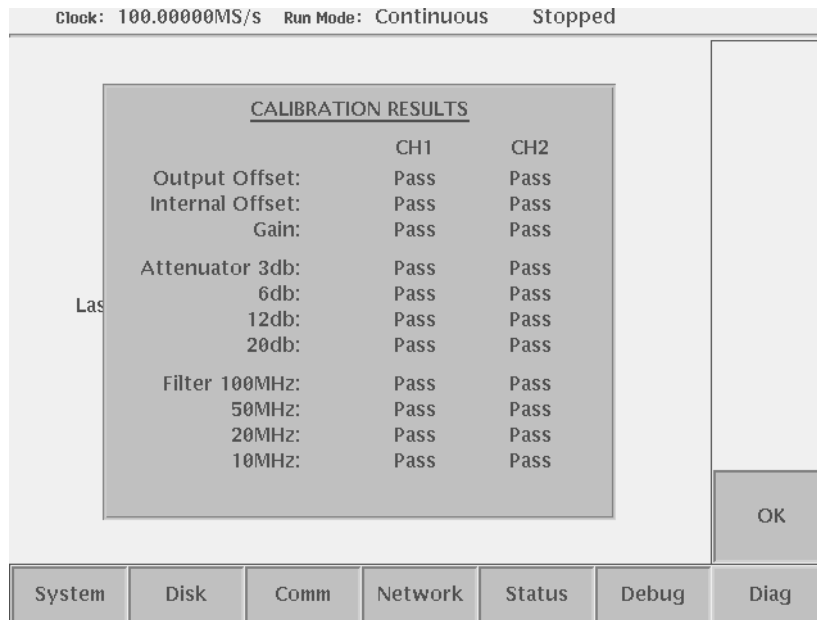 Clock: 100.00000MS/s Run Mode: Continuous Stopped
CALIBRATION RESULTS
CH1 CH2
Output Offset: Pass Pass
Internal Offset: Pass Pass
Gain: Pass Pass
Attenuator 3db: Pass Pass
6db: Pass Pass
Las
12db: Pass Pass
20db: Pass Pass
Filter 100MHz: Pass Pass
50MHz: Pass Pass
20MHz: Pass Pass
10MHz: Pass Pass
OK
System Disk Comm Network Status Debug Diag